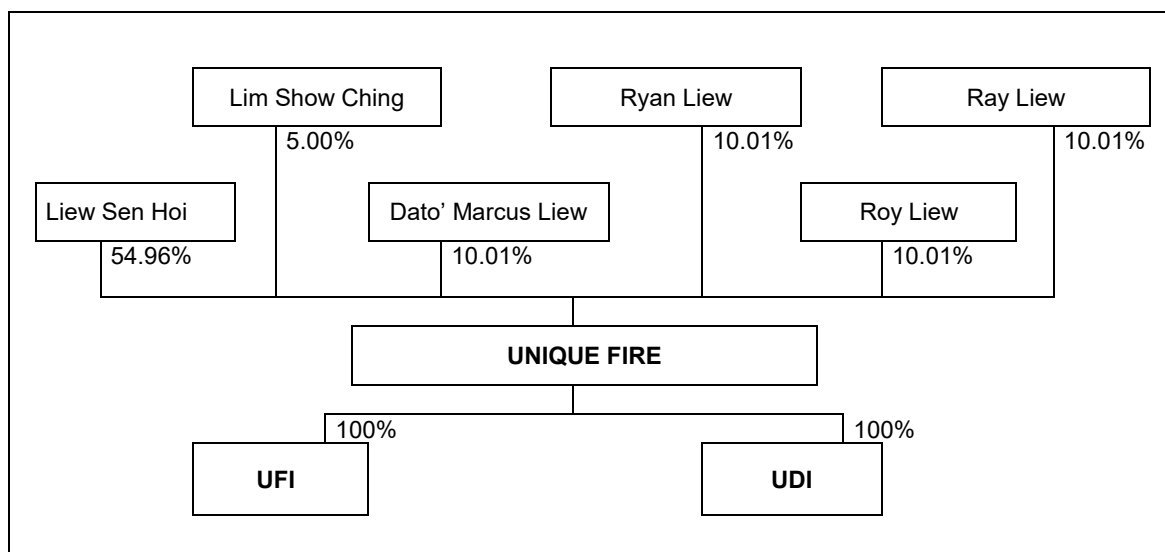 Lim Show Ching
Ryan Liew
Ray Liew
5.00%
10.01%
10.01%
Liew Sen Hoi
Dato’ Marcus Liew
Roy Liew
54.96%
10.01%
10.01%
UNIQUE FIRE
100%
100%
UFI
UDI